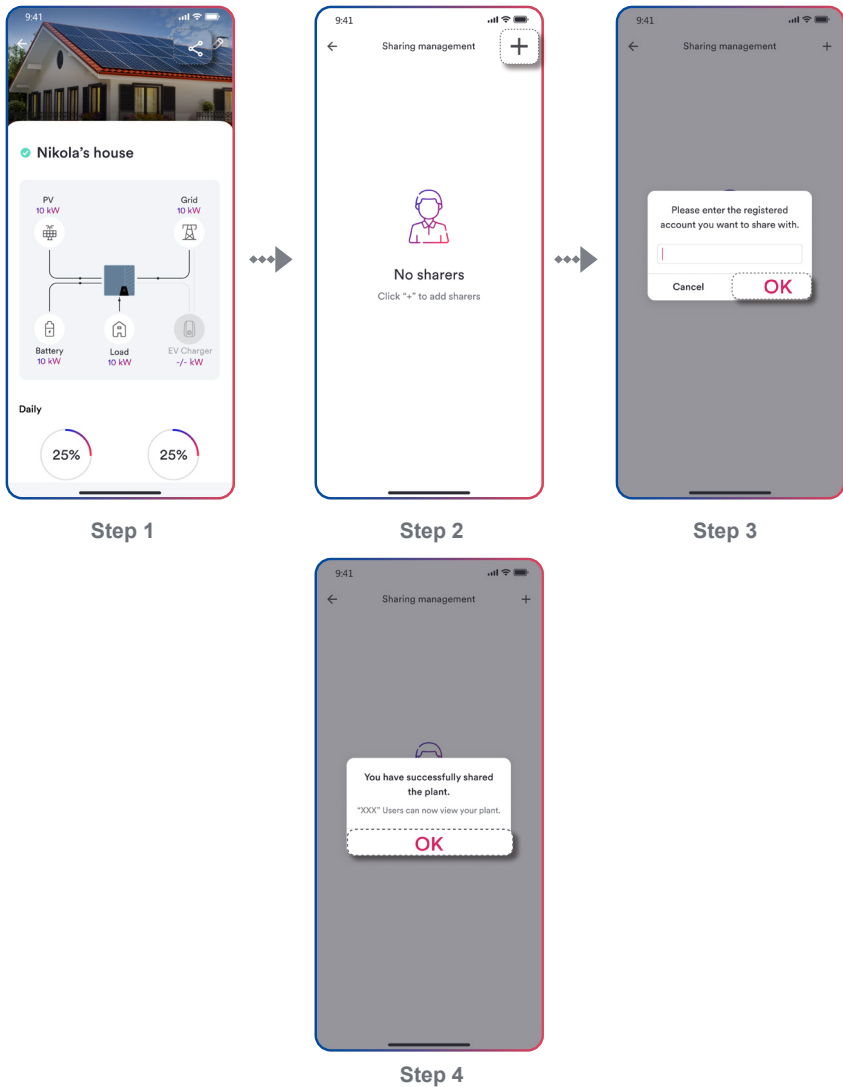 9:41
Nikola's house
PV
10 kW
Grid
10 kW
Battery
10 kW
Load
10 kW
EV Charger
-/- kW
Daily
25%
25%
Step 1
9:41
Sharing management
+
No sharers
Click "+" to add sharers
Step 2
9:41
Sharing management
+
Please enter the registered
account you want to share with.
Cancel
OK
Step 3
9:41
Sharing management
+
You have successfully shared
the plant.
"XXX" Users can now view your plant.
OK
Step 4